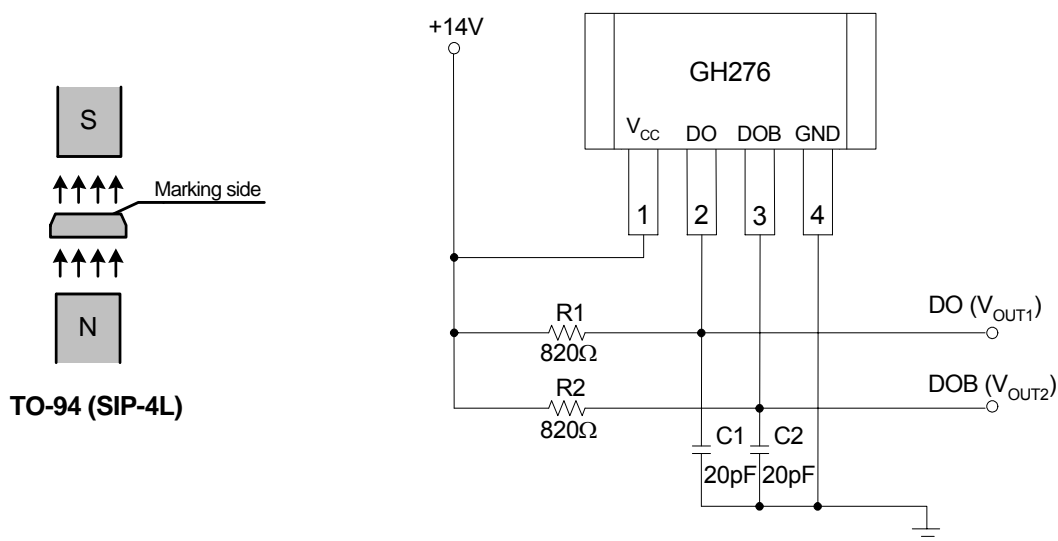 S
Marking side
N
TO-94 (SIP-4L)
+14V
GH276
VCC DO DOB GND
1 2 3 4
R1
820Ω
DO (VOUT1)
R2
820Ω
DOB (VOUT2)
C1 C2
20pF 20pF